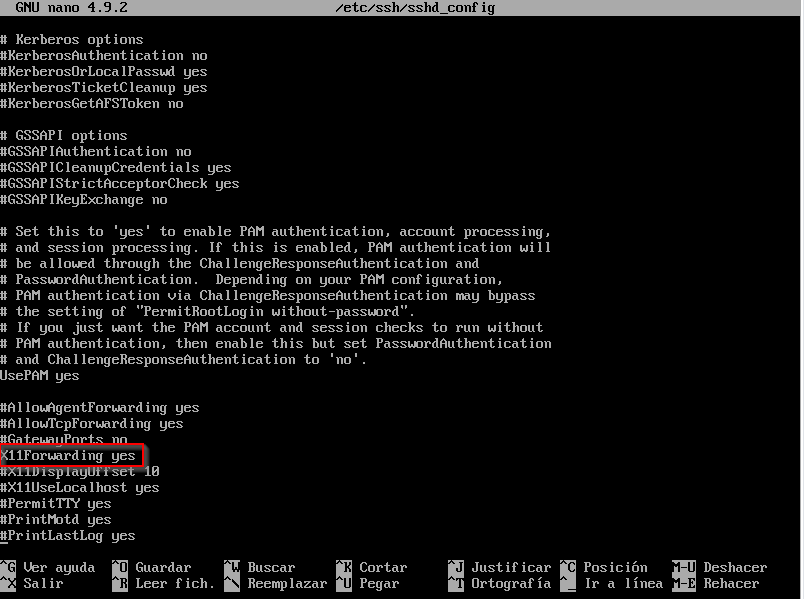 GNU nano 4.9.2 /etc/ssh/sshd_config
# Kerberos options
#KerberosAuthentication no
#KerberosOrLocalPasswd yes
#KerberosTicketCleanup yes
#KerberosGetAFSToken no
# GSSAPI options
#GSSAPIAuthentication no
#GSSAPICleanupCredentials yes
#GSSAPIStrictAcceptorCheck yes
#GSSAPIKeyExchange no
# Set this to 'yes' to enable PAM authentication, account processing,
# and session processing. If this is enabled, PAM authentication will
# be allowed through the ChallengeResponseAuthentication and
# PasswordAuthentication.  Depending on your PAM configuration,
# PAM authentication via ChallengeResponseAuthentication may bypass
# the setting of "PermitRootLogin without-password".
# If you just want the PAM account and session checks to run without
# PAM authentication, then enable this but set PasswordAuthentication
# and ChallengeResponseAuthentication to 'no'.
UsePAM yes
#AllowAgentForwarding yes
#AllowTcpForwarding yes
#GatewayPorts no
X11Forwarding yes
#X11DisplayOffset 10
#X11UseLocalhost yes
#PermitTTY yes
#PrintMotd yes
#PrintLastLog yes
^G Ver ayuda ^O Guardar ^W Buscar ^K Cortar ^J Justificar ^C Posición M-U Deshacer
^X Salir ^R Leer fich. ^\ Reemplazar ^U Pegar ^T Ortografía ^_ Ir a línea M-E Rehacer